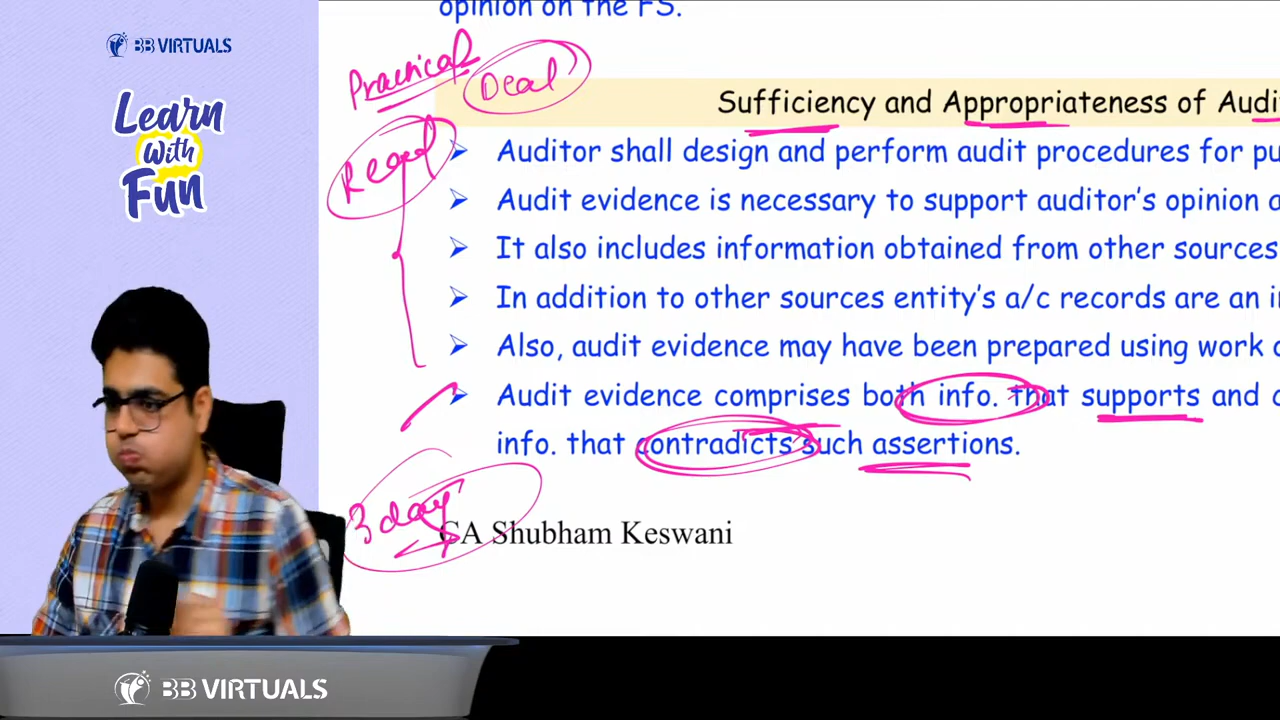 opinion on the FS.
BB VIRTUALS
Learn
With
Fun
Practical
Deal
Sufficiency and Appropriateness of Audi
Read
Auditor shall design and perform audit procedures for pu
Audit evidence is necessary to support auditor's opinion a
It also includes information obtained from other sources
In addition to other sources entity's a/c records are an i
Also, audit evidence may have been prepared using work
Audit evidence comprises both info. that supports and
info. that contradicts such assertions.
3 day
CA Shubham Keswani
BB VIRTUALS